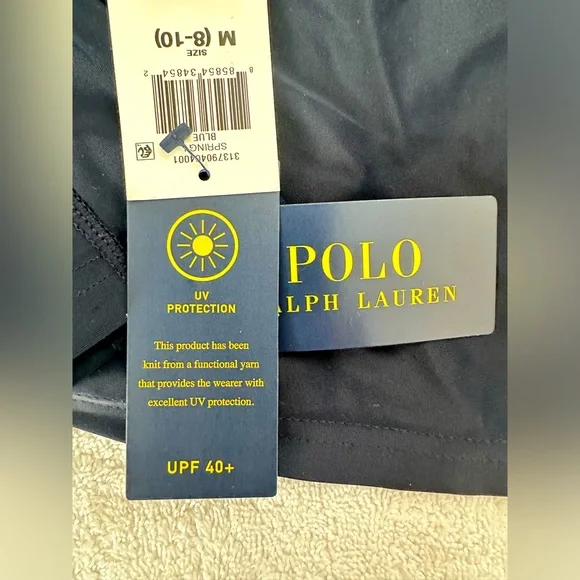 M (8-10)
SIZE
8 85854 34854 2
SPRING
BLUE
UV
PROTECTION
This product has been
knit from a functional yarn
that provides the wearer with
excellent UV protection.
UPF 40+
POLO
ALPH LAUREN